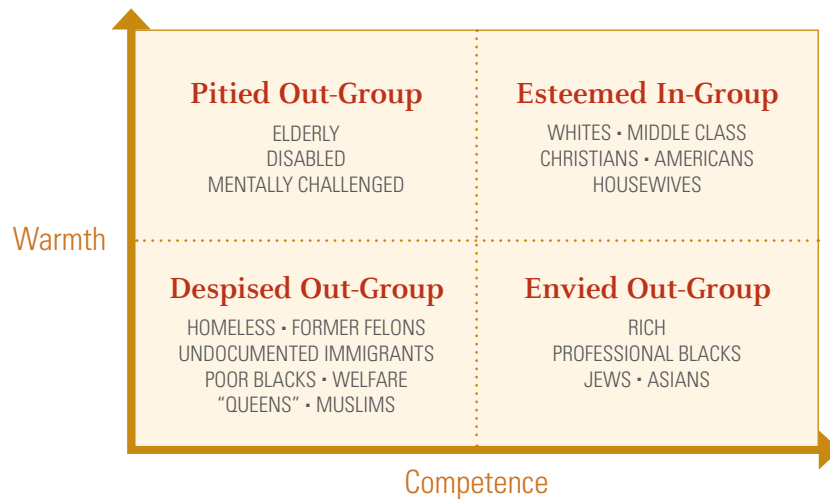 Pitied Out-Group
ELDERLY
DISABLED
MENTALLY CHALLENGED
Esteemed In-Group
WHITES ▪ MIDDLE CLASS
CHRISTIANS ▪ AMERICANS
HOUSEWIVES
Warmth
Despised Out-Group
HOMELESS ▪ FORMER FELONS
UNDOCUMENTED IMMIGRANTS
POOR BLACKS ▪ WELFARE
“QUEENS” ▪ MUSLIMS
Envied Out-Group
RICH
PROFESSIONAL BLACKS
JEWS ▪ ASIANS
Competence